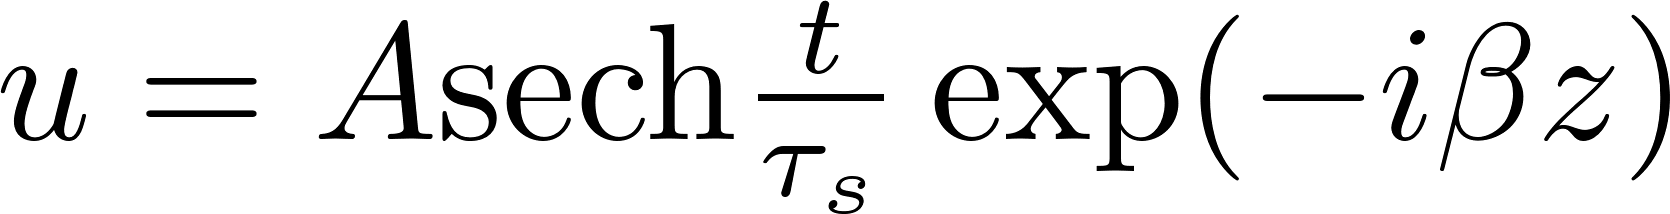 u = A sech t/τ_s exp(−iβz)